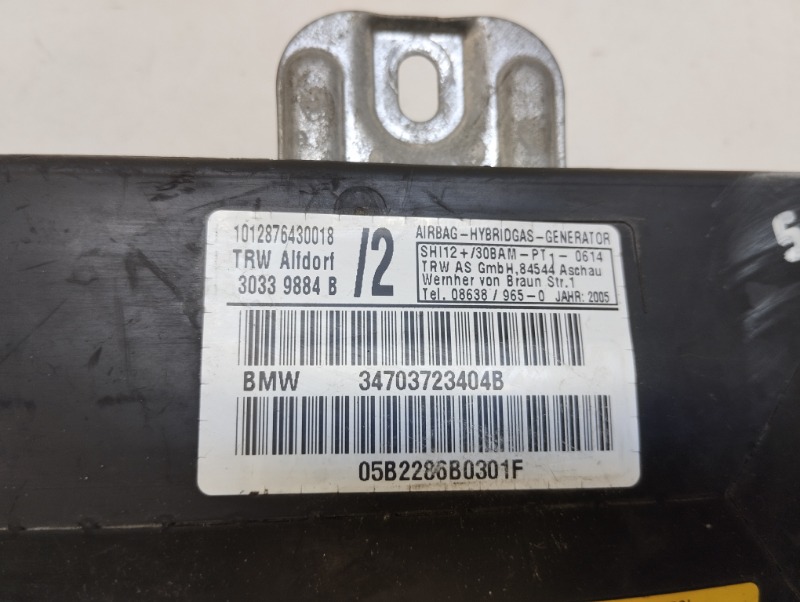 1012876430018
TRW Alfdorf
3033 9884 B
/2
AIRBAG-HYBRIDGAS-GENERATOR
SHI12+/30BAM-PT1-0614
TRW AS GmbH,84544 Aschau
Wernher von Braun Str.1
Tel. 08638 / 965-0 JAHR: 2005
BMW 34703723404B
05B2286B0301F